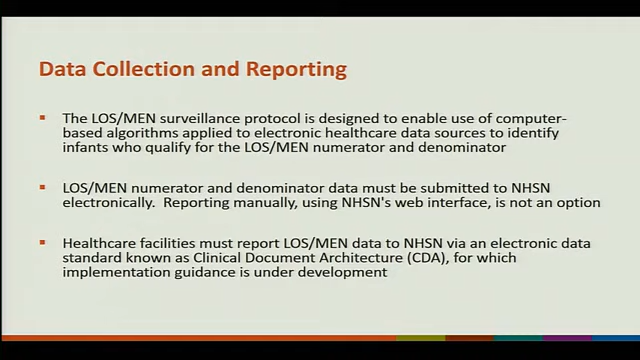 Data Collection and Reporting
The LOS/MEN surveillance protocol is designed to enable use of computer-
based algorithms applied to electronic healthcare data sources to identify
infants who qualify for the LOS/MEN numerator and denominator
LOS/MEN numerator and denominator data must be submitted to NHSN
electronically. Reporting manually, using NHSN's web interface, is not an option
Healthcare facilities must report LOS/MEN data to NHSN via an electronic data
standard known as Clinical Document Architecture (CDA), for which
implementation guidance is under development